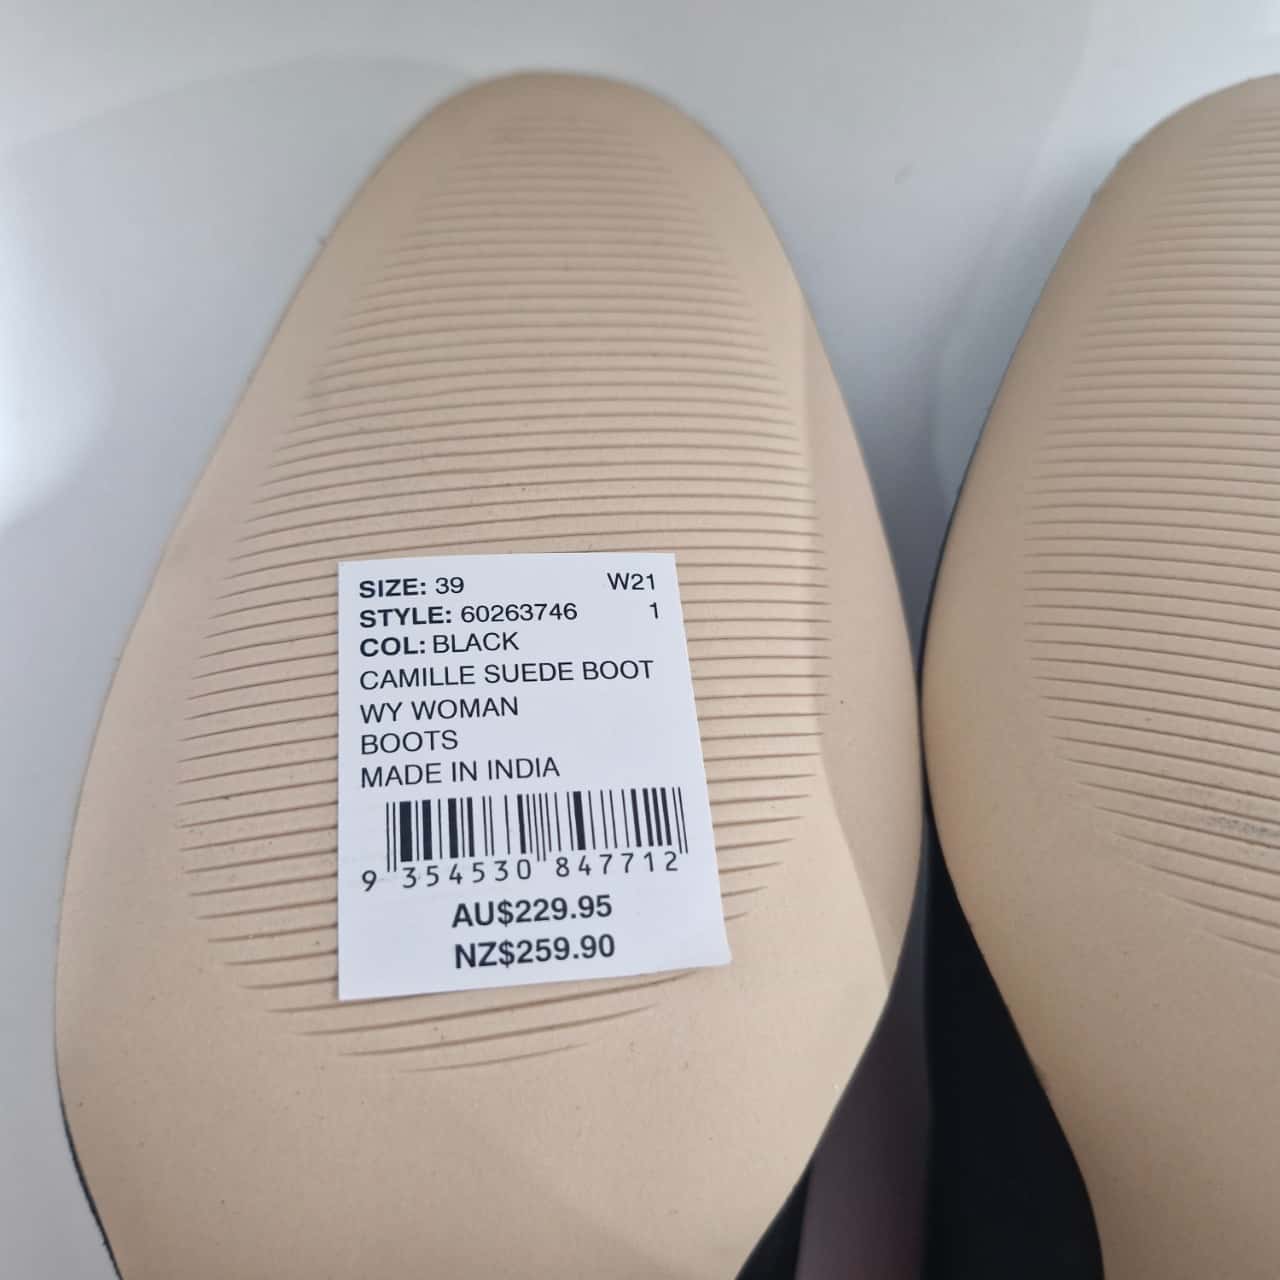 SIZE: 39 W21
STYLE: 60263746 1
COL: BLACK
CAMILLE SUEDE BOOT
WY WOMAN
BOOTS
MADE IN INDIA
9 354530 847712
AU$229.95
NZ$259.90